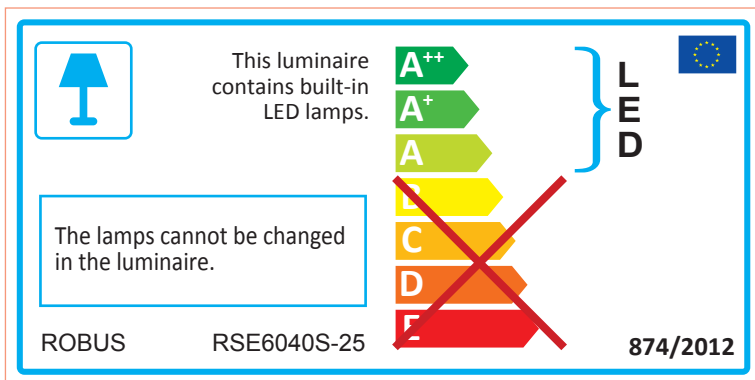 This luminaire
contains built-in
LED lamps.
A++
A+
A
B
C
D
E
L
E
D
The lamps cannot be changed
in the luminaire.
ROBUS RSE6040S-25
874/2012